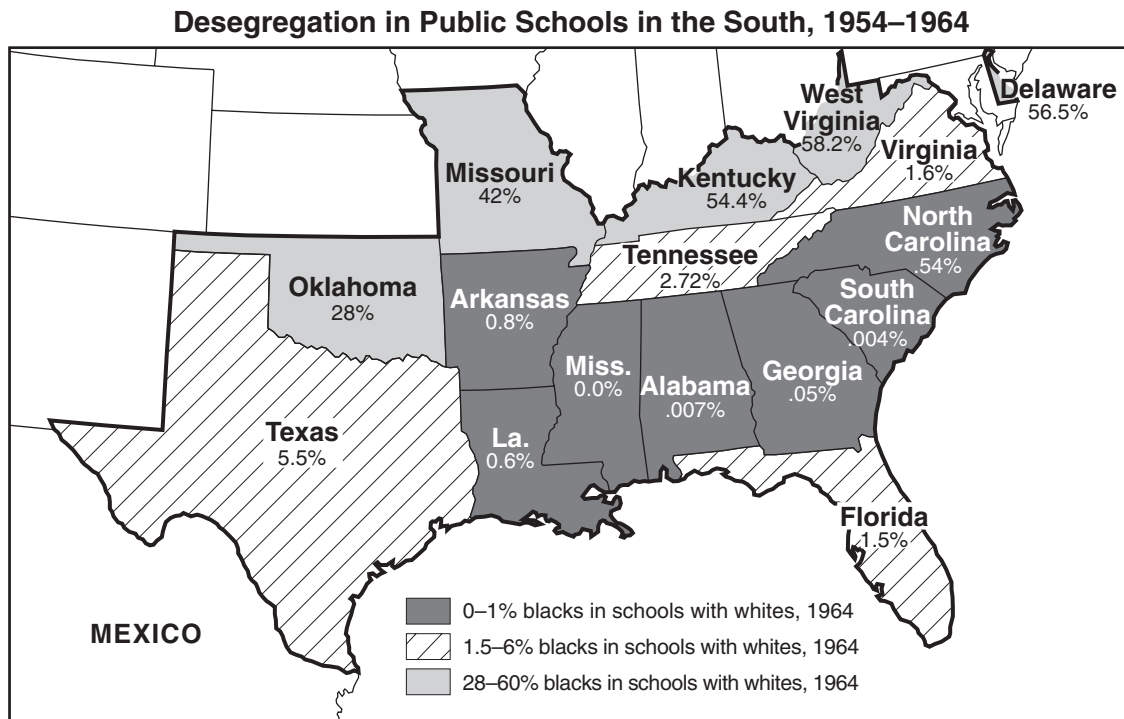 Desegregation in Public Schools in the South, 1954–1964
West
Virginia
58.2%
Delaware
56.5%
Virginia
1.6%
Missouri
42%
Kentucky
54.4%
North
Carolina
.54%
Tennessee
2.72%
Oklahoma
28%
Arkansas
0.8%
South
Carolina
.004%
Miss.
0.0%
Alabama
.007%
Georgia
.05%
Texas
5.5%
La.
0.6%
Florida
1.5%
MEXICO
0–1% blacks in schools with whites, 1964
1.5–6% blacks in schools with whites, 1964
28–60% blacks in schools with whites, 1964